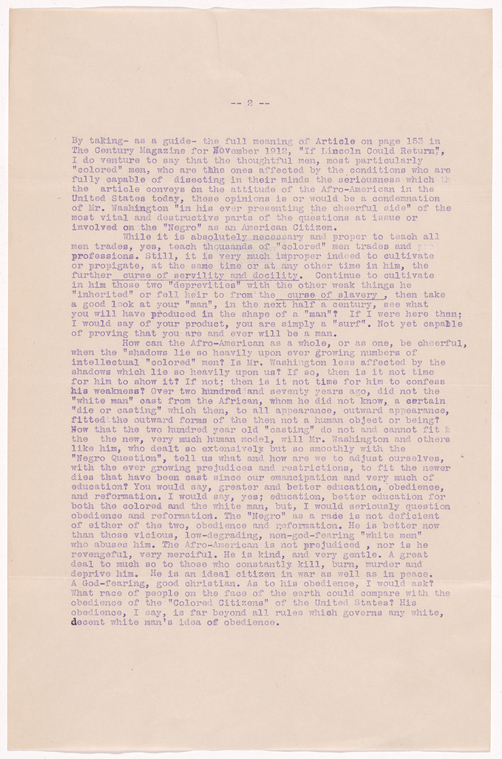 -- 2 --
By taking- as a guide- the full meaning of Article on page 153 in
The Century Magazine for November 1912, "If Lincoln Could Return",
I do venture to say that the thoughtful men, most particularly
"colored" men, who are the ones affected by the conditions who are
fully capable of disecting in their minds the seriousness which
the article conveys on the attitude of the Afro-American in the
United States today, these opinions is or would be a condemnation
of Mr. Washington "in his ever presenting the cheerful side" of the
most vital and destructive parts of the questions at issue or
involved on the "Negro" as an American Citizen.
While it is absolutely necessary and proper to teach all
men trades, yes, teach thousands of "colored" men trades and
professions. Still, it is very much improper indeed to cultivate
or propigate, at the same time or at any other time in him, the
further curse of servility and docility. Continue to cultivate
in him those two "deprevities" with the other weak things he
"inherited" or fell heir to from the curse of slavery , then take
a good look at your "man", in the next half a century, see what
you will have produced in the shape of a "man"? If I were here than;
I would say of your product, you are simply a "surf". Not yet capable
of proving that you are and ever will be a man.
How can the Afro-American as a whole, or as one, be cheerful,
when the "shadows lie so heavily upon ever growing numbers of
intellectual "colored" men? Is Mr. Washington less affected by the
shadows which lie so heavily upon us? If so, then is it not time
for him to show it? If not; then is it not time for him to confess
his weakness? Over two hundred and seventy years ago, did not the
"white man" cast from the African, whom he did not know, a certain
"die or casting" which then, to all appearance, outward appearance,
fitted the outward forms of the then not a human object or being?
Now that the two hundred year old "casting" do not and cannot fit
the the new, very much human model, will Mr. Washington and others
like him, who dealt so extensively but so smoothly with the
"Negro Question", tell us what and how are we to adjust ourselves,
with the ever growing prejudices and restrictions, to fit the newer
dies that have been cast since our emancipation and very much of
education? You would say, greater and better education, obedience,
and reformation. I would say, yes; education, better education for
both the colored and the white man, but, I would seriously question
obedience and reformation. The "Negro" as a race is not deficient
of either of the two, obedience and reformation. He is better now
than those vicious, low-degrading, non-god-fearing "white men"
who abuses him. The Afro-American is not prejudiced , nor is he
revengeful, very merciful. He is kind, and very gentle. A great
deal to much so to those who constantly kill, burn, murder and
deprive him. He is an ideal citizen in war as well as in peace.
A God-fearing, good christian. As to his obedience, I would ask?
What race of people on the face of the earth could compare with the
obedience of the "Colored Citizens" of the United States? His
obedience, I say, is far beyond all rules which governs any white,
decent white man's idea of obedience.